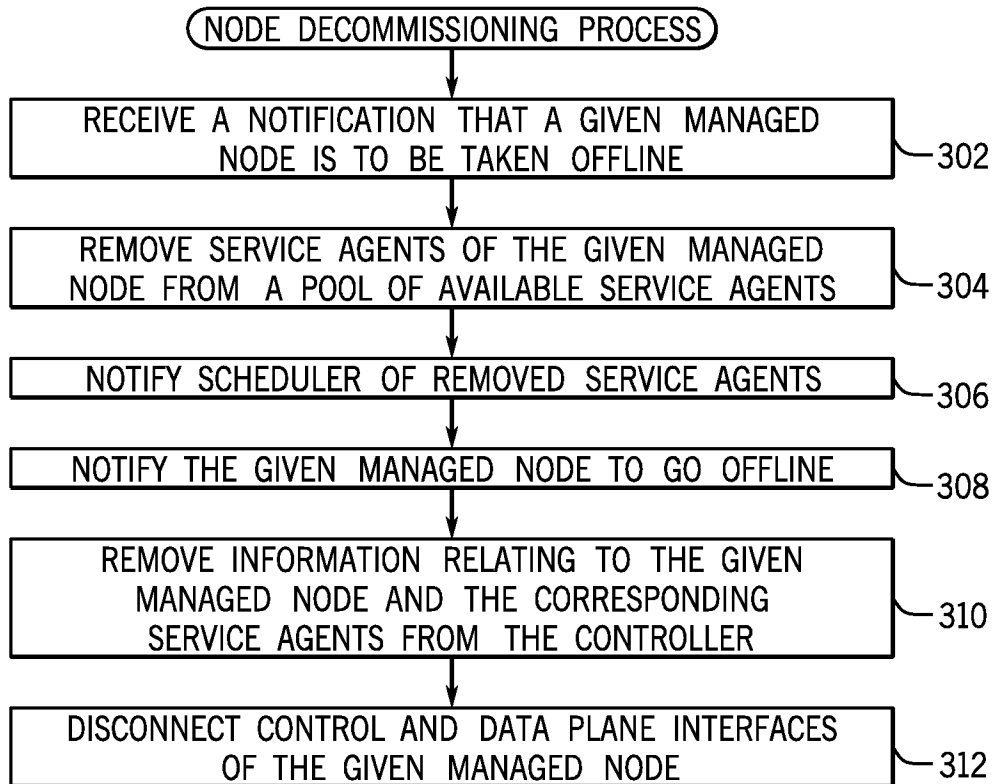 NODE DECOMMISSIONING PROCESS
RECEIVE A NOTIFICATION THAT A GIVEN MANAGED
NODE IS TO BE TAKEN OFFLINE
302
REMOVE SERVICE AGENTS OF THE GIVEN MANAGED
NODE FROM A POOL OF AVAILABLE SERVICE AGENTS
304
NOTIFY SCHEDULER OF REMOVED SERVICE AGENTS
306
NOTIFY THE GIVEN MANAGED NODE TO GO OFFLINE
308
REMOVE INFORMATION RELATING TO THE GIVEN
MANAGED NODE AND THE CORRESPONDING
SERVICE AGENTS FROM THE CONTROLLER
310
DISCONNECT CONTROL AND DATA PLANE INTERFACES
OF THE GIVEN MANAGED NODE
312